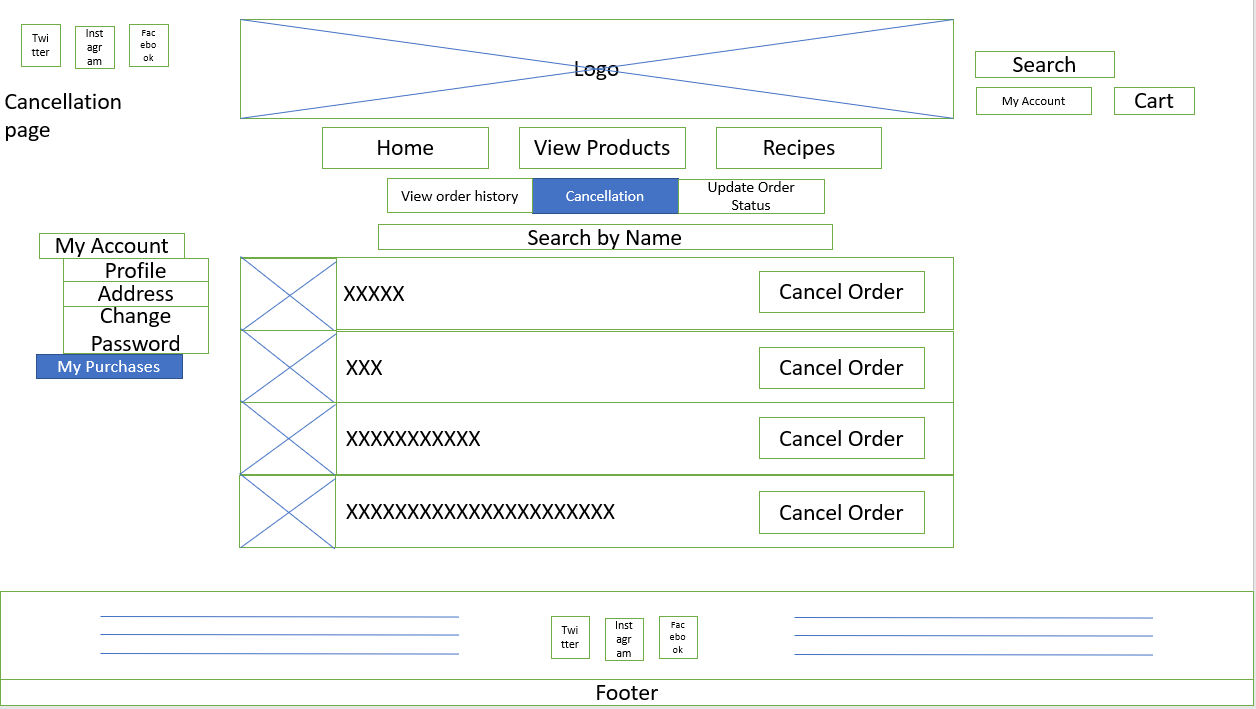 Twi
tter
Inst
agr
am
Fac
ebo
ok
Logo
Search
My Account
Cart
Cancellation
page
Home
View Products
Recipes
View order history
Cancellation
Update Order
Status
Search by Name
My Account
Profile
Address
Change
Password
My Purchases
XXXXX
Cancel Order
XXX
Cancel Order
XXXXXXXXXXX
Cancel Order
XXXXXXXXXXXXXXXXXXXXXX
Cancel Order
Twi
tter
Inst
agr
am
Fac
ebo
ok
Footer